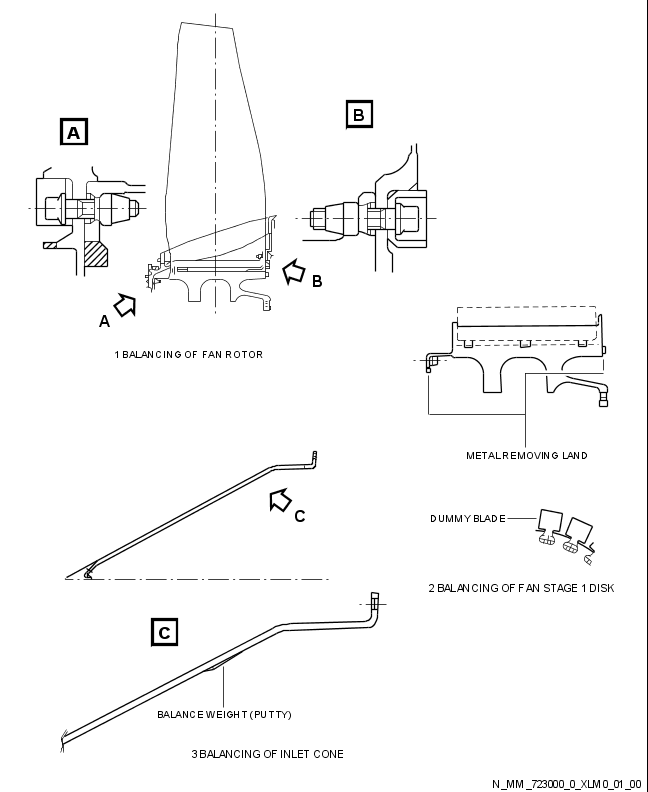 A
B
B
A
1 BALANCING OF FAN ROTOR
METAL REMOVING LAND
C
DUMMY BLADE
2 BALANCING OF FAN STAGE 1 DISK
C
BALANCE WEIGHT (PUTTY)
3 BALANCING OF INLET CONE
N_MM_723000_0_XLM0_01_00